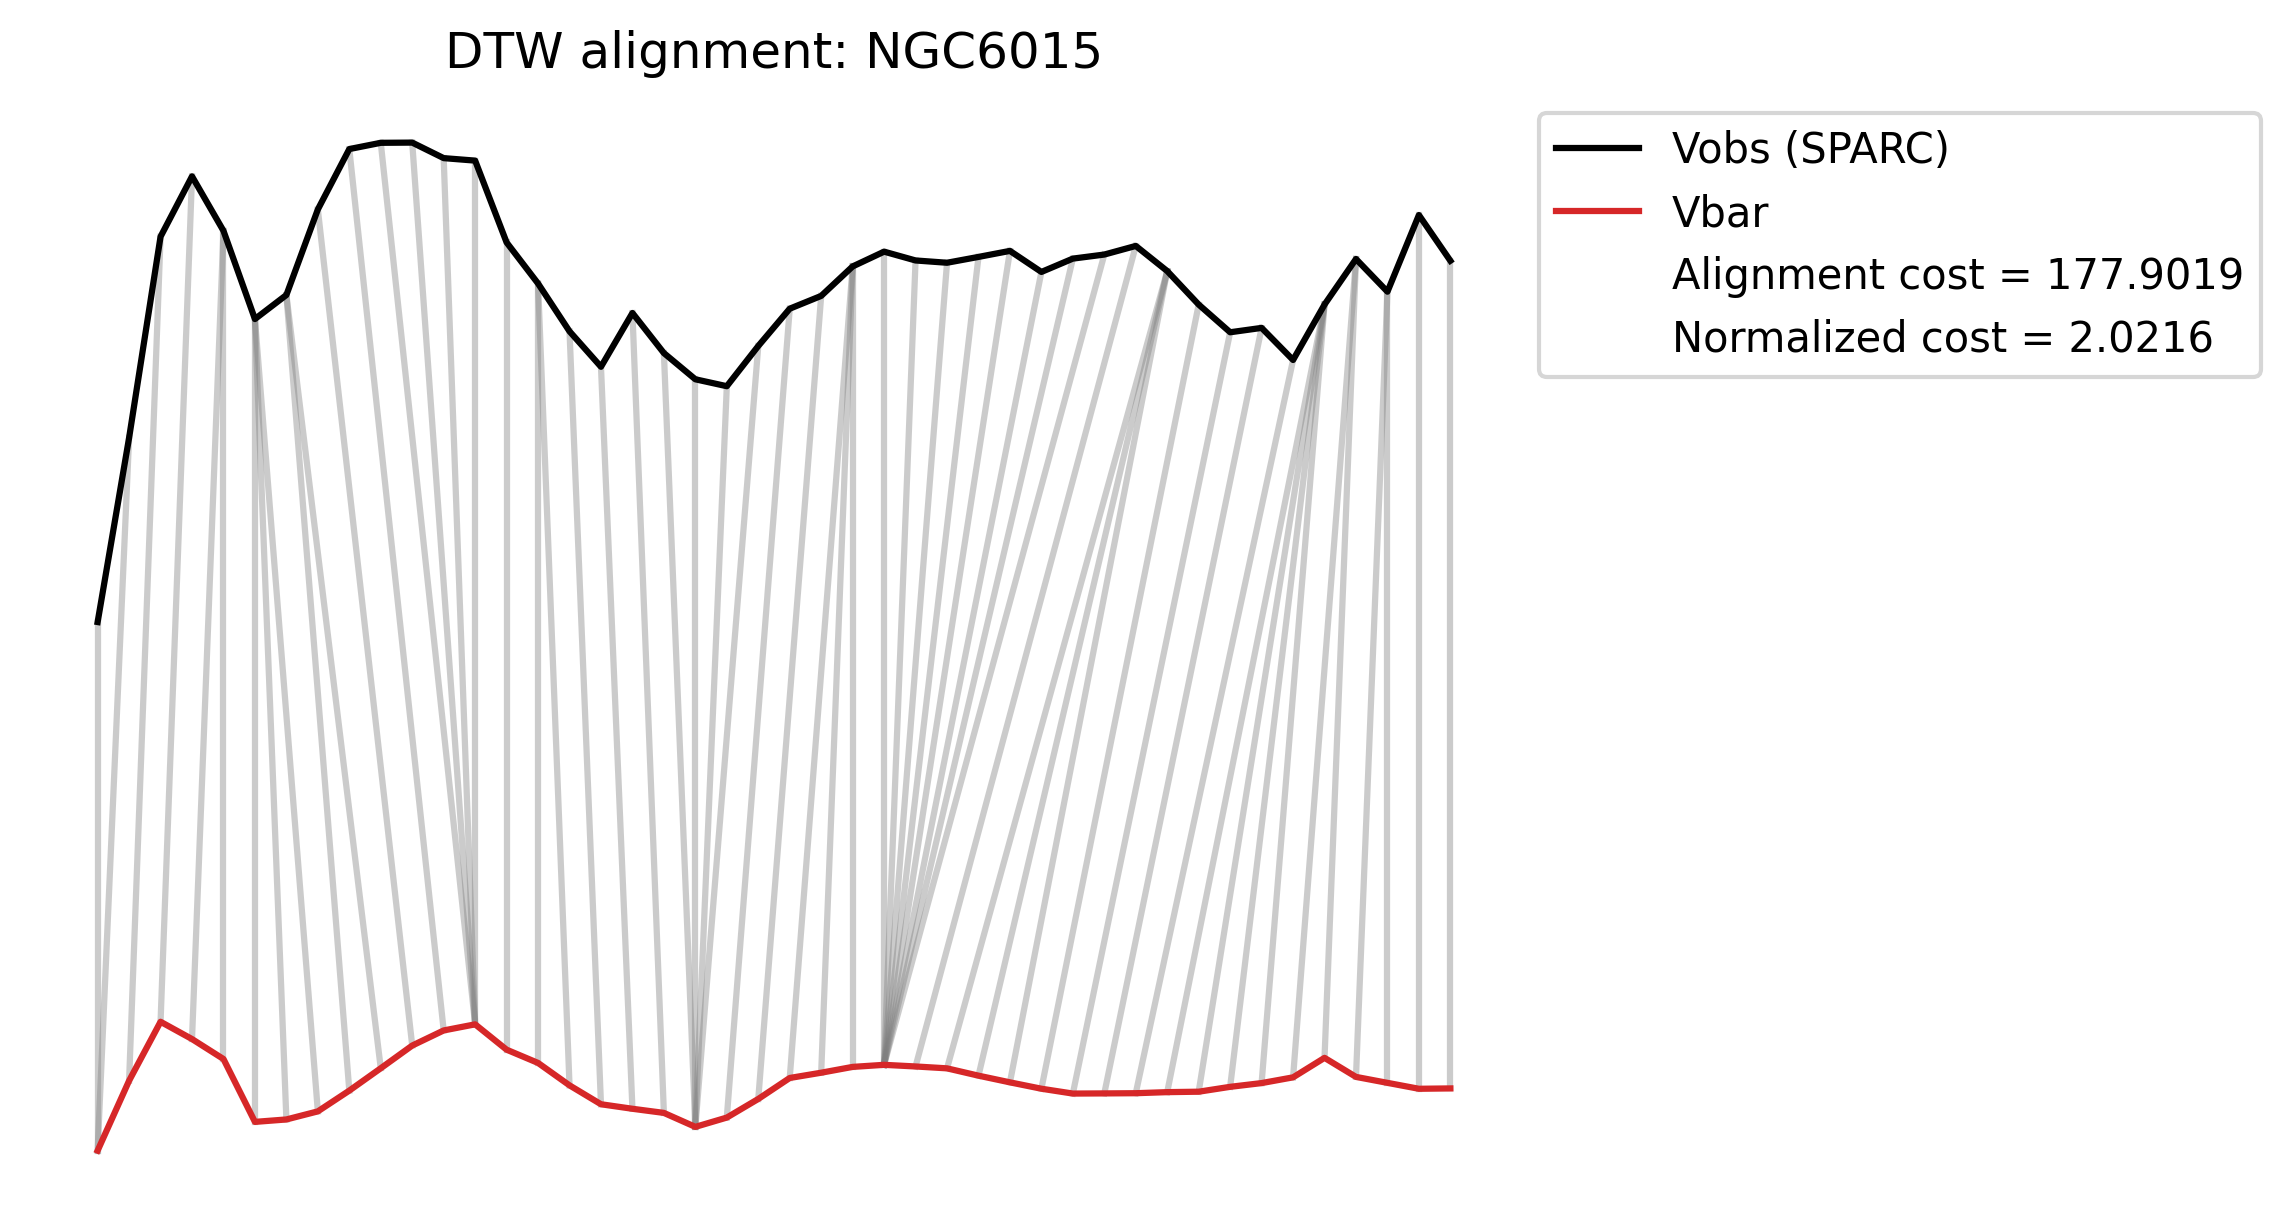 DTW alignment: NGC6015
Vobs (SPARC)
Vbar
Alignment cost = 177.9019
Normalized cost = 2.0216